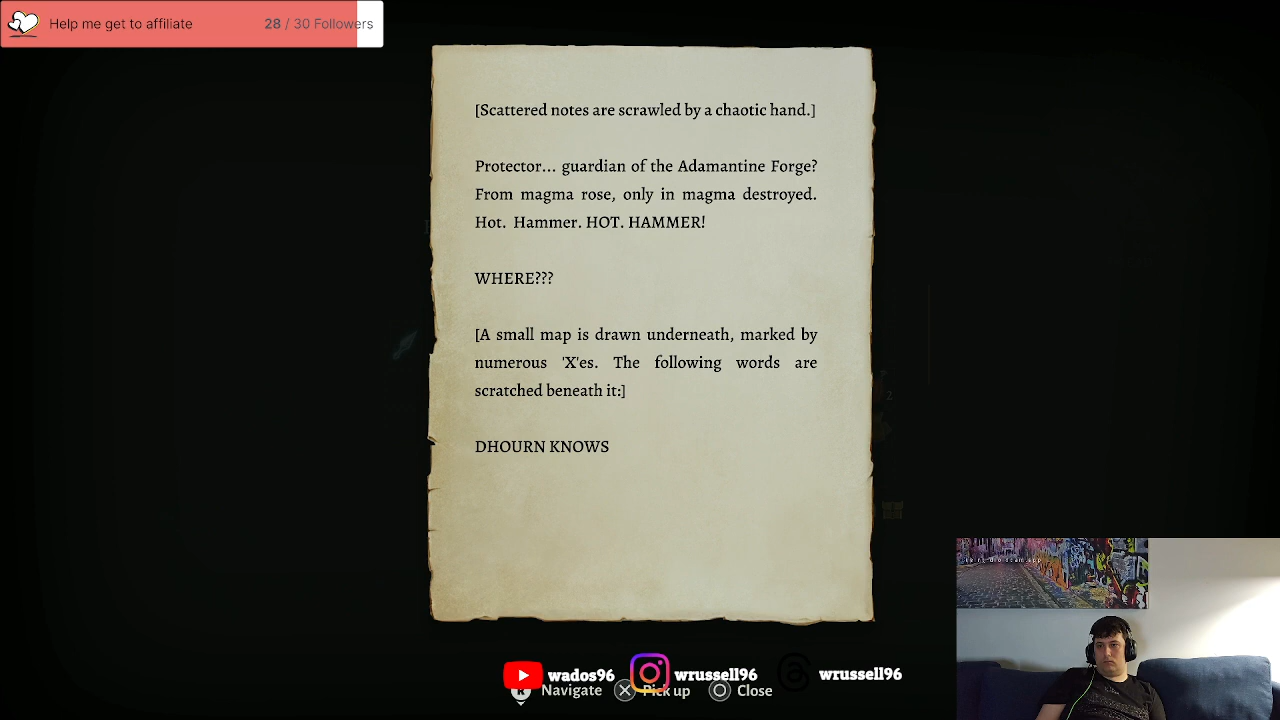 Help me get to affiliate 28 / 30 Followers
[Scattered notes are scrawled by a chaotic hand.]
Protector... guardian of the Adamantine Forge?
From magma rose, only in magma destroyed.
Hot. Hammer. HOT. HAMMER!
WHERE???
[A small map is drawn underneath, marked by
numerous 'X'es. The following words are
scratched beneath it:]
DHOURN KNOWS
wados96 wrussell96 wrussell96
R Navigate Pick up Close